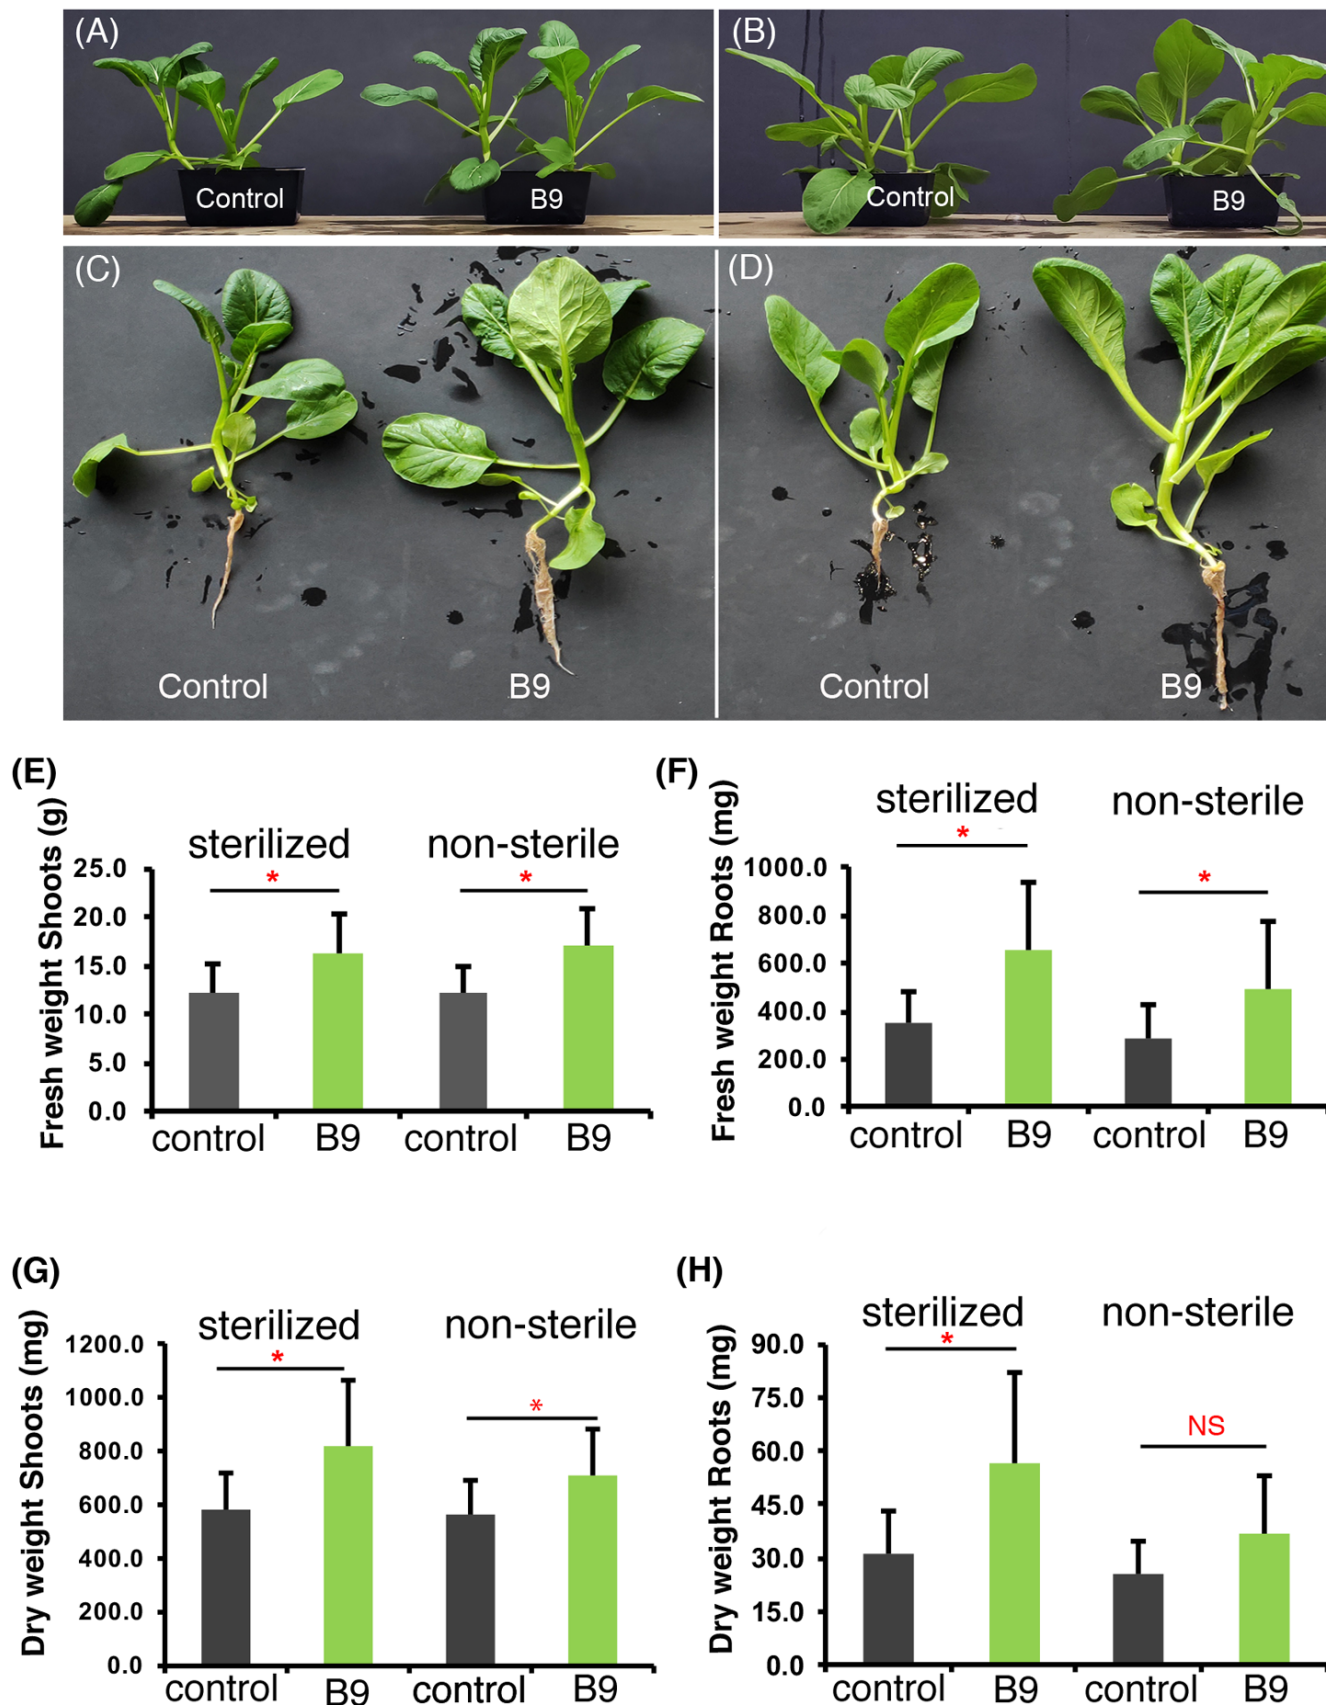 (A)
(B)
Control
B9
Control
B9
(C)
(D)
Control
B9
Control
B9
(E)
Fresh weight Shoots (g)
sterilized
non-sterile
*
*
25.0
20.0
15.0
10.0
5.0
0.0
control
B9
control
B9
(F)
Fresh weight Roots (mg)
sterilized
non-sterile
*
*
1000.0
800.0
600.0
400.0
200.0
0.0
control
B9
control
B9
(G)
Dry weight Shoots (mg)
sterilized
non-sterile
*
*
1200.0
1000.0
800.0
600.0
400.0
200.0
0.0
control
B9
control
B9
(H)
Dry weight Roots (mg)
sterilized
non-sterile
*
NS
90.0
75.0
60.0
45.0
30.0
15.0
0.0
control
B9
control
B9